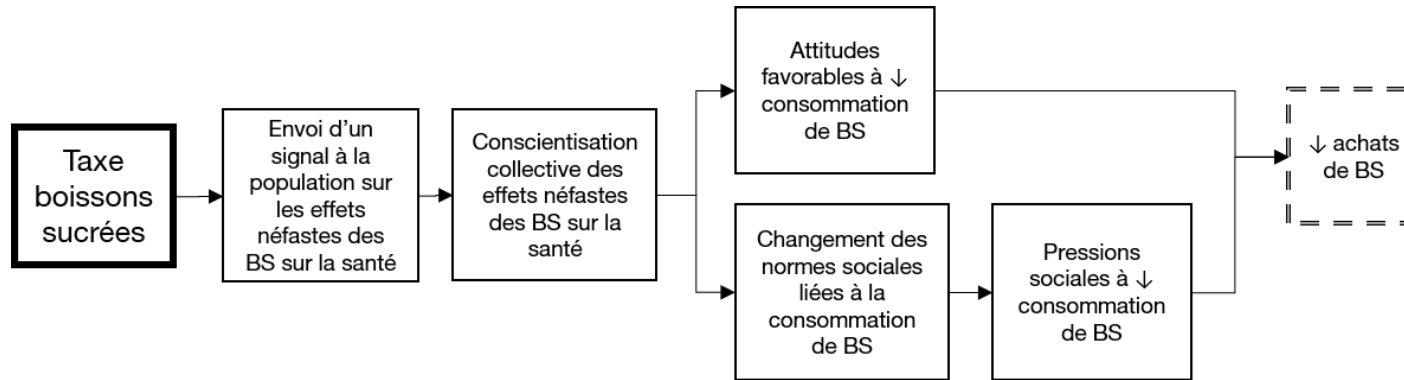 Taxe
boissons
sucrées
Envoi d’un
signal à la
population sur
les effets
néfastes des
BS sur la santé
Conscientisation
collective des
effets néfastes
des BS sur la
santé
Attitudes
favorables à ↓
consommation
de BS
Changement des
normes sociales
liées à la
consommation
de BS
Pressions
sociales à ↓
consommation
de BS
↓ achats
de BS